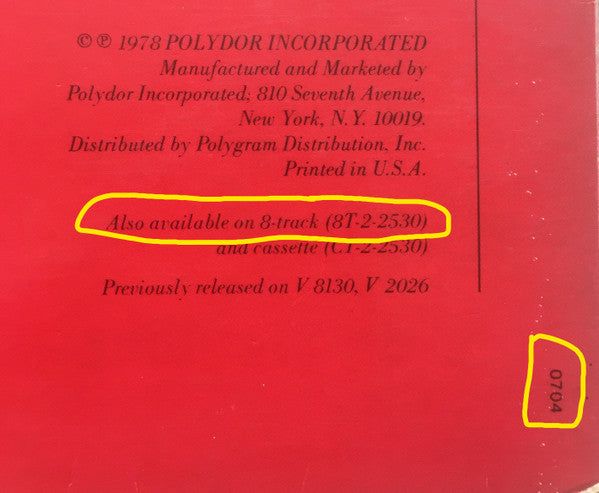 © ℗ 1978 POLYDOR INCORPORATED
Manufactured and Marketed by
Polydor Incorporated; 810 Seventh Avenue,
New York, N.Y. 10019.
Distributed by Polygram Distribution, Inc.
Printed in U.S.A.
Also available on 8-track (8T-2-2530)
and cassette (CT-2-2530)
Previously released on V 8130, V 2026
0704